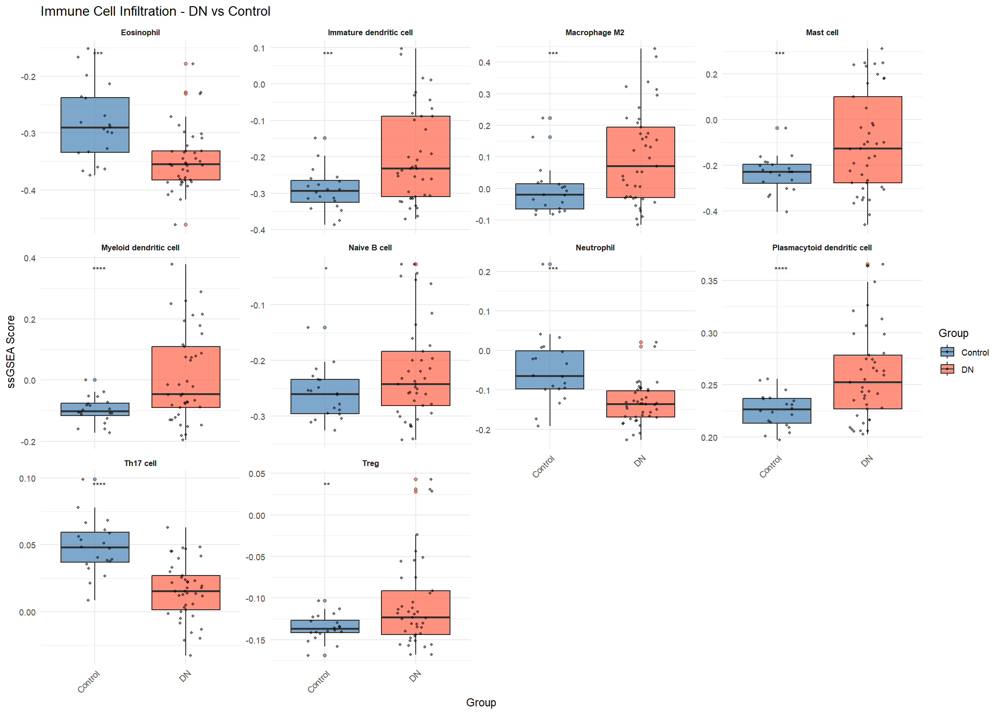 Immune Cell Infiltration - DN vs Control
Eosinophil
Immature dendritic cell
Macrophage M2
Mast cell
***
***
***
***
-0.2
-0.3
-0.4
0.1
0.0
-0.1
-0.2
-0.3
-0.4
0.4
0.3
0.2
0.1
0.0
-0.1
0.2
0.0
-0.2
-0.4
Myeloid dendritic cell
Naive B cell
Neutrophil
Plasmacytoid dendritic cell
****
*
***
****
0.4
0.2
0.0
-0.2
-0.1
-0.2
-0.3
0.2
0.1
0.0
-0.1
-0.2
0.35
0.30
0.25
0.20
Control
DN
Control
DN
Th17 cell
Treg
****
**
0.10
0.05
0.00
0.05
0.00
-0.05
-0.10
-0.15
Control
DN
Control
DN
ssGSEA Score
Group
Group
Control
DN